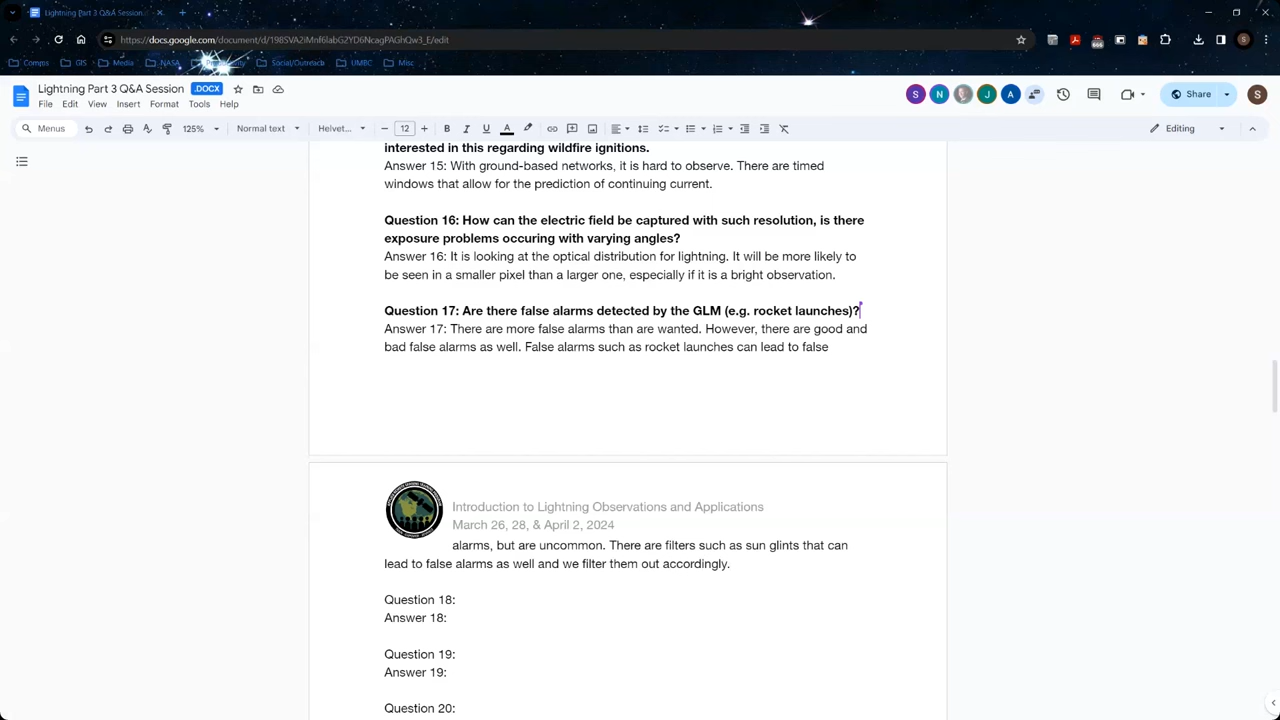 Lightning Part 3 Q&A Session
https://docs.google.com/document/d/198SVA2iMnf6labG2YD6NcagPAGhQw3_E/edit
Comps GIS Media NASA Social/Outreach UMBC Misc
Lightning Part 3 Q&A Session .DOCX
File Edit View Insert Format Tools Help
Share
Menus 125% Normal text Helvet... 12 Editing
interested in this regarding wildfire ignitions.
Answer 15: With ground-based networks, it is hard to observe. There are timed
windows that allow for the prediction of continuing current.
Question 16: How can the electric field be captured with such resolution, is there
exposure problems occuring with varying angles?
Answer 16: It is looking at the optical distribution for lightning. It will be more likely to
be seen in a smaller pixel than a larger one, especially if it is a bright observation.
Question 17: Are there false alarms detected by the GLM (e.g. rocket launches)?
Answer 17: There are more false alarms than are wanted. However, there are good and
bad false alarms as well. False alarms such as rocket launches can lead to false
Introduction to Lightning Observations and Applications
March 26, 28, & April 2, 2024
alarms, but are uncommon. There are filters such as sun glints that can
lead to false alarms as well and we filter them out accordingly.
Question 18:
Answer 18:
Question 19:
Answer 19:
Question 20: